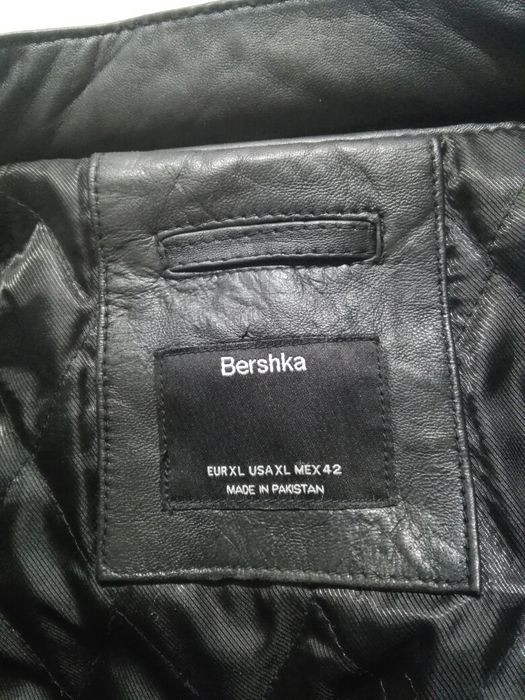 Bershka
EUR XL USA XL MEX 42
MADE IN PAKISTAN